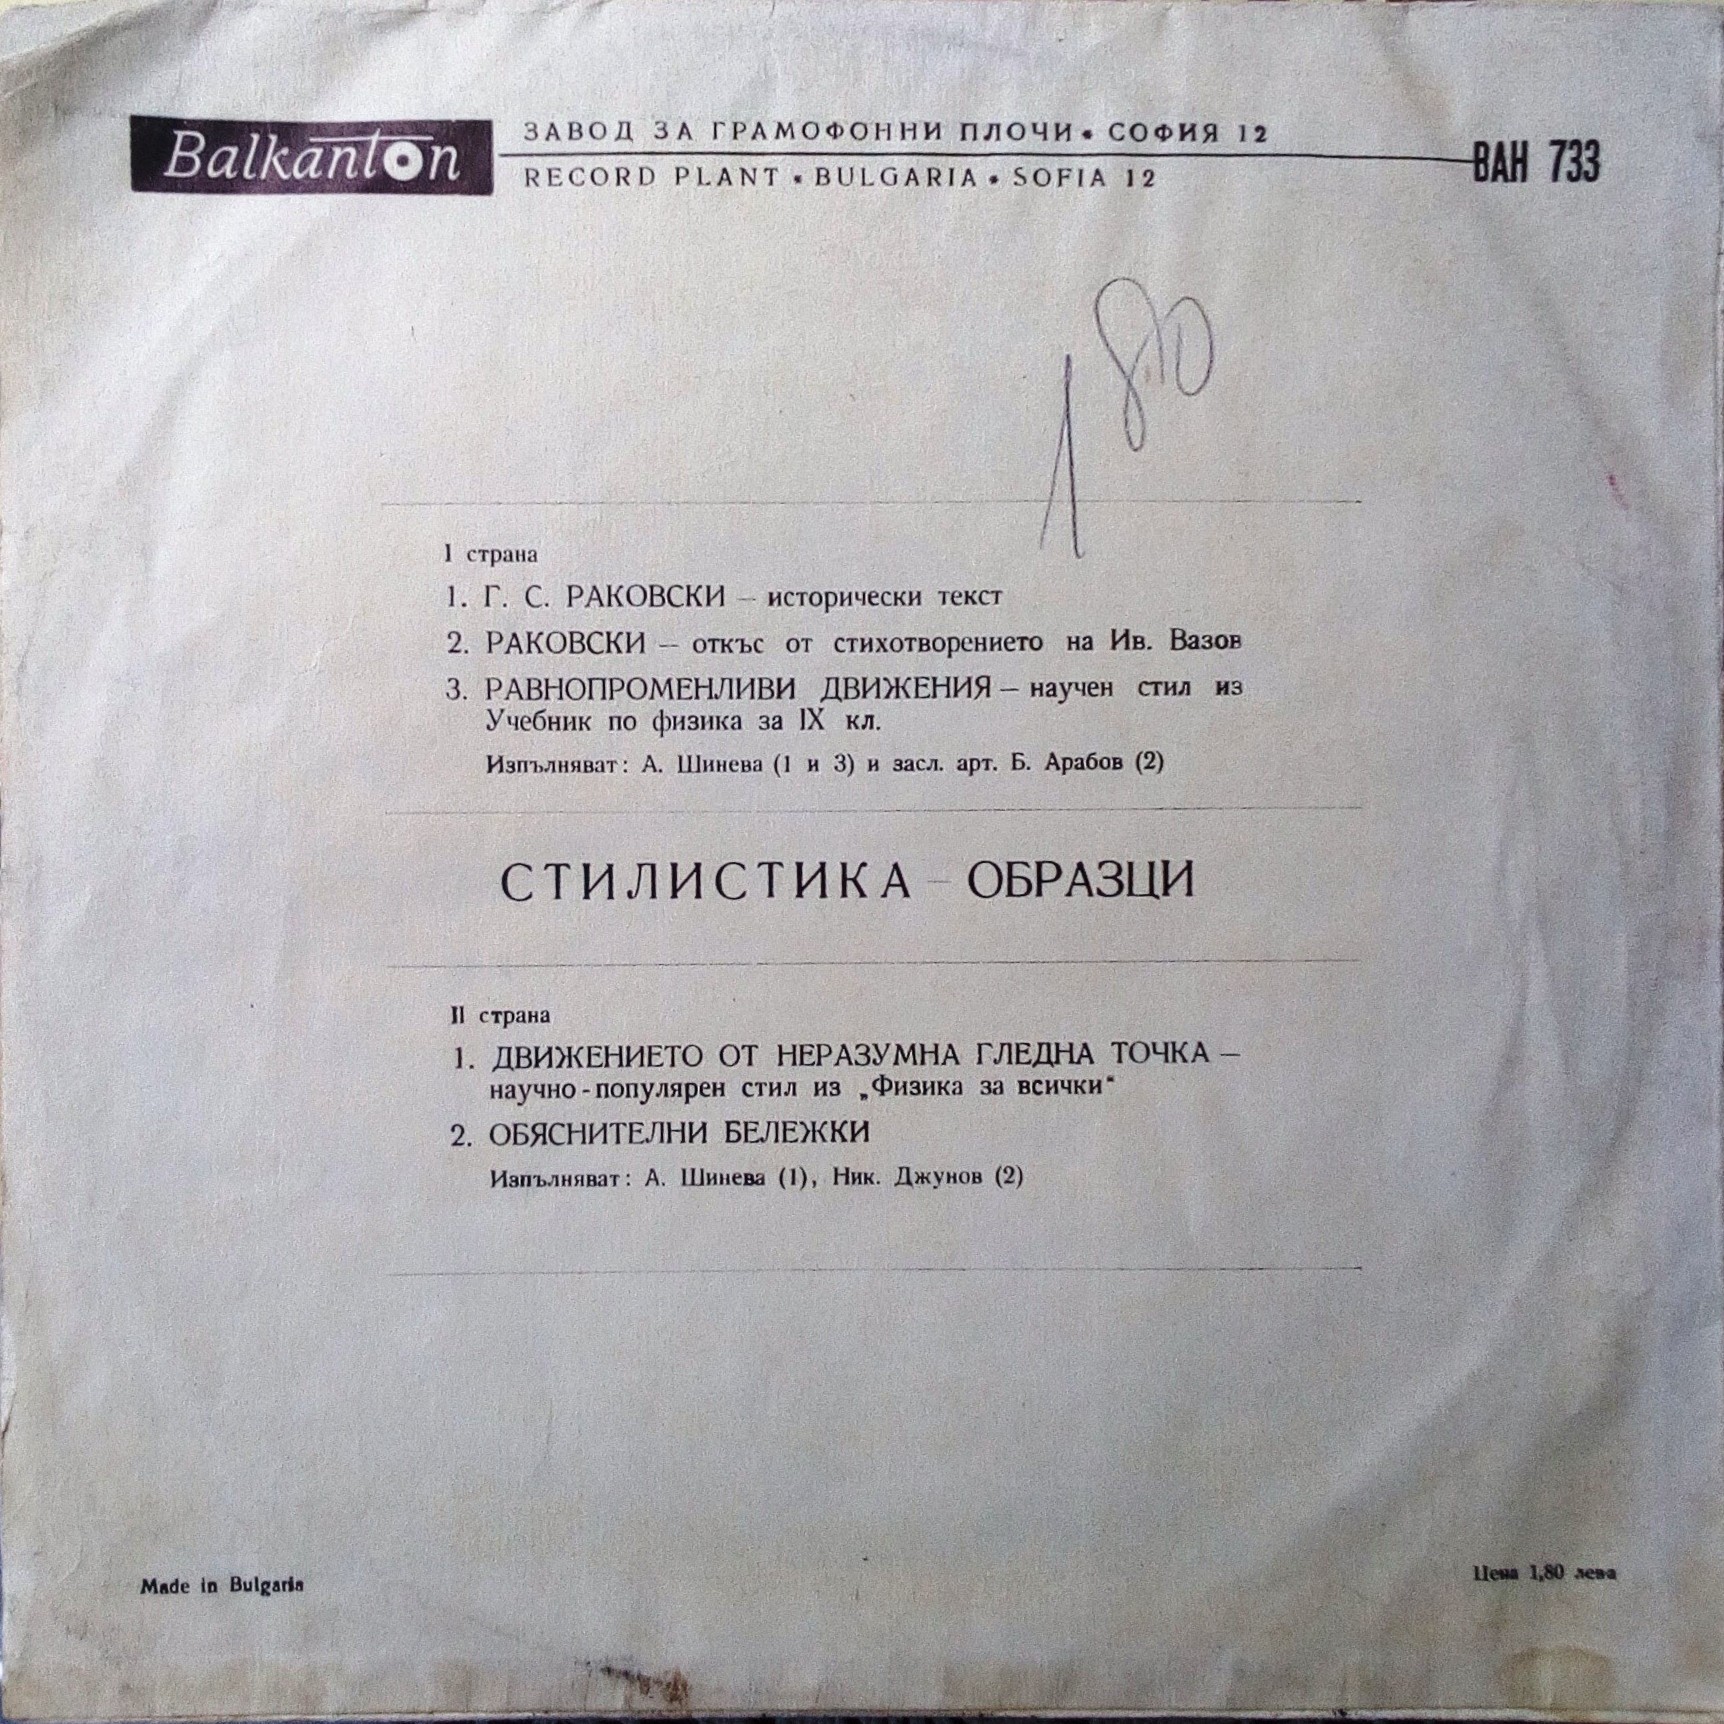 Balkanton
ЗАВОД ЗА ГРАМОФОННИ ПЛОЧИ • СОФИЯ 12
RECORD PLANT • BULGARIA • SOFIA 12
ВАН 733
1 80
I страна
1. Г. С. РАКОВСКИ — исторически текст
2. РАКОВСКИ — откъс от стихотворението на Ив. Вазов
3. РАВНОПРОМЕНЛИВИ ДВИЖЕНИЯ — научен стил из
Учебник по физика за IX кл.
Изпълняват: А. Шинева (1 и 3) и засл. арт. Б. Арабов (2)
СТИЛИСТИКА — ОБРАЗЦИ
II страна
1. ДВИЖЕНИЕТО ОТ НЕРАЗУМНА ГЛЕДНА ТОЧКА —
научно-популярен стил из „Физика за всички“
2. ОБЯСНИТЕЛНИ БЕЛЕЖКИ
Изпълняват: А. Шинева (1), Ник. Джунов (2)
Made in Bulgaria
Цена 1,80 лева